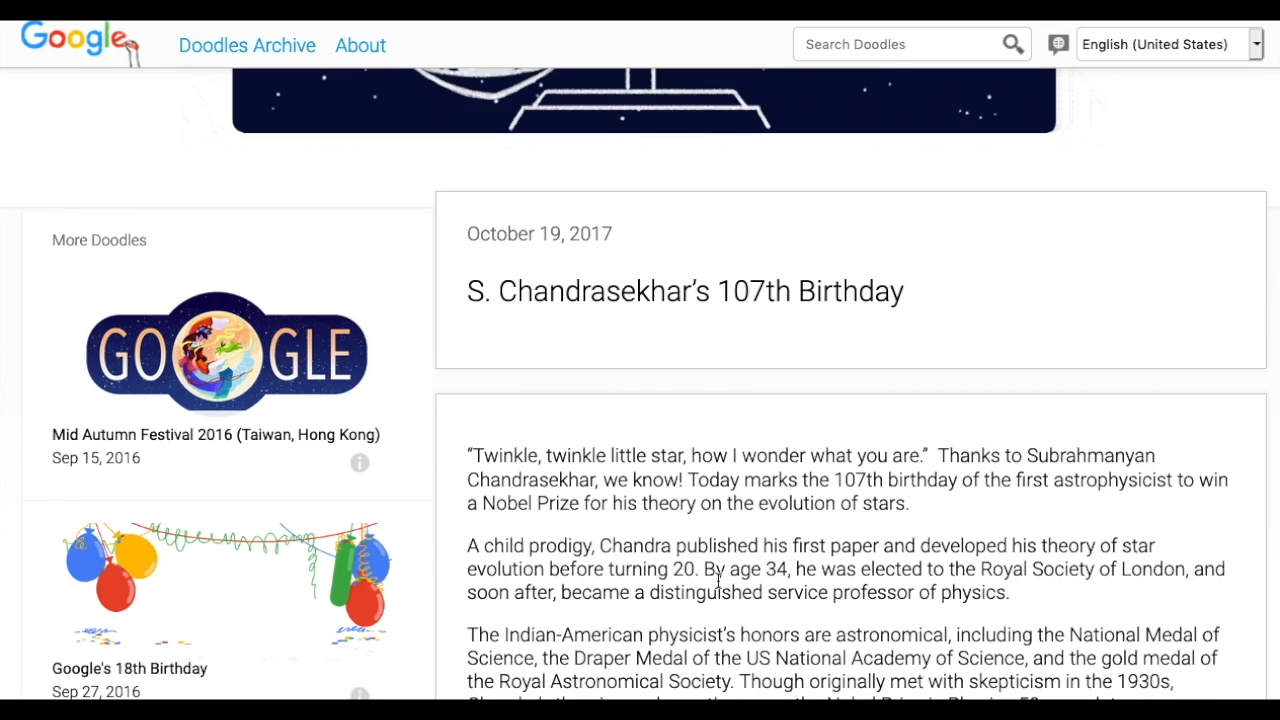 Google
Doodles Archive
About
Search Doodles
English (United States)
October 19, 2017
S. Chandrasekhar’s 107th Birthday
More Doodles
GOOGLE
Mid Autumn Festival 2016 (Taiwan, Hong Kong)
Sep 15, 2016
Google's 18th Birthday
Sep 27, 2016
“Twinkle, twinkle little star, how I wonder what you are.” Thanks to Subrahmanyan
Chandrasekhar, we know! Today marks the 107th birthday of the first astrophysicist to win
a Nobel Prize for his theory on the evolution of stars.
A child prodigy, Chandra published his first paper and developed his theory of star
evolution before turning 20. By age 34, he was elected to the Royal Society of London, and
soon after, became a distinguished service professor of physics.
The Indian-American physicist’s honors are astronomical, including the National Medal of
Science, the Draper Medal of the US National Academy of Science, and the gold medal of
the Royal Astronomical Society. Though originally met with skepticism in the 1930s,